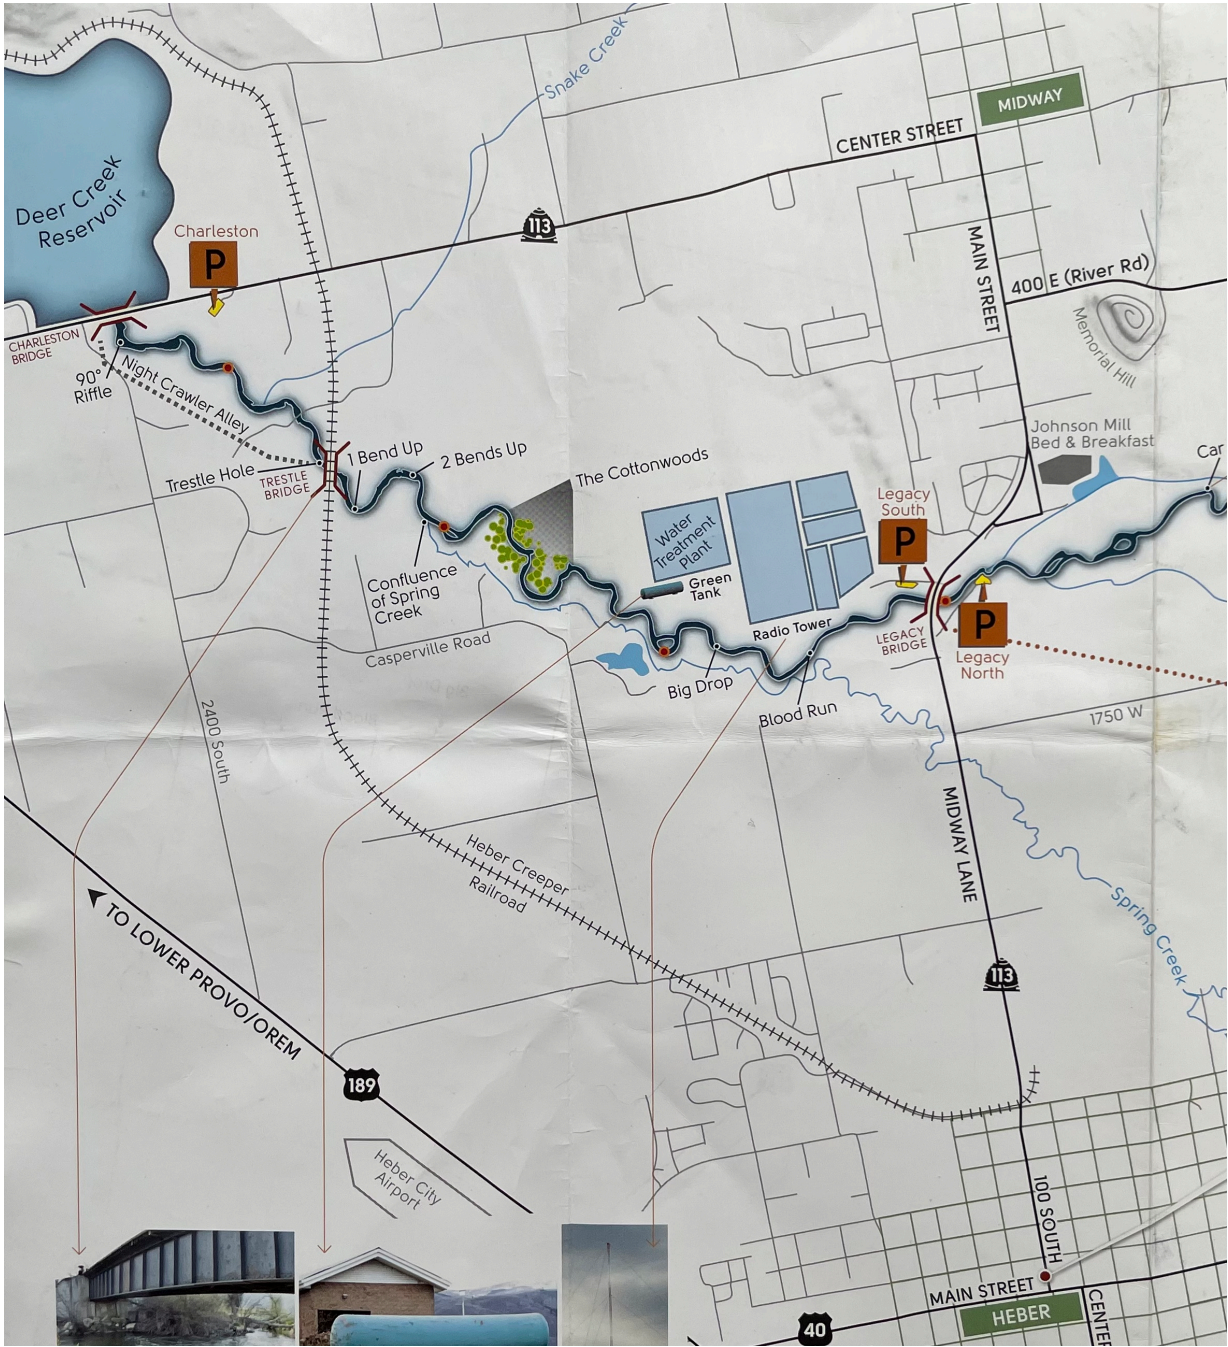 Snake Creek
MIDWAY
CENTER STREET
Deer Creek
Reservoir
Charleston
P
113
MAIN STREET
400 E (River Rd)
Memorial Hill
CHARLESTON
BRIDGE
90°
Riffle
Night Crawler Alley
Trestle Hole
TRESTLE
BRIDGE
1 Bend Up
2 Bends Up
The Cottonwoods
Johnson Mill
Bed & Breakfast
Car
Water
Treatment
Plant
Legacy
South
P
Green
Tank
Confluence
of Spring
Creek
Casperville Road
Radio Tower
LEGACY
BRIDGE
P
Legacy
North
Big Drop
Blood Run
1750 W
2400 South
MIDWAY LANE
Heber Creeper
Railroad
Spring Creek
TO LOWER PROVO/OREM
113
189
Heber City
Airport
100 SOUTH
MAIN STREET
HEBER
CENTER
40